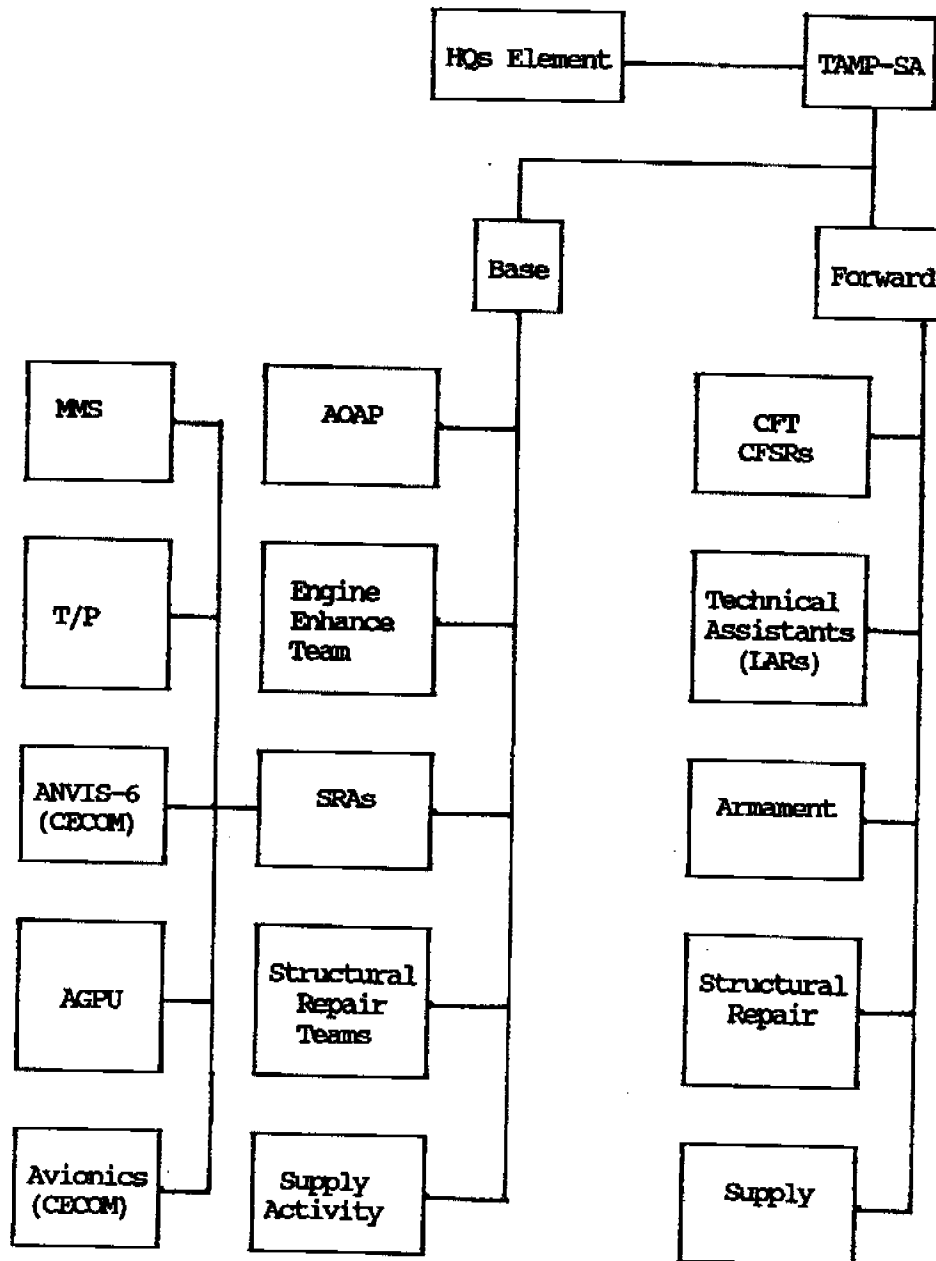 HQs Element
TAMP-SA
Base
Forward
MMS
AOAP
CFT
CFSRs
T/P
Engine
Enhance
Team
Technical
Assistants
(LARs)
ANVIS-6
(CECOM)
SRAs
Armament
AGPU
Structural
Repair
Teams
Structural
Repair
Avionics
(CECOM)
Supply
Activity
Supply